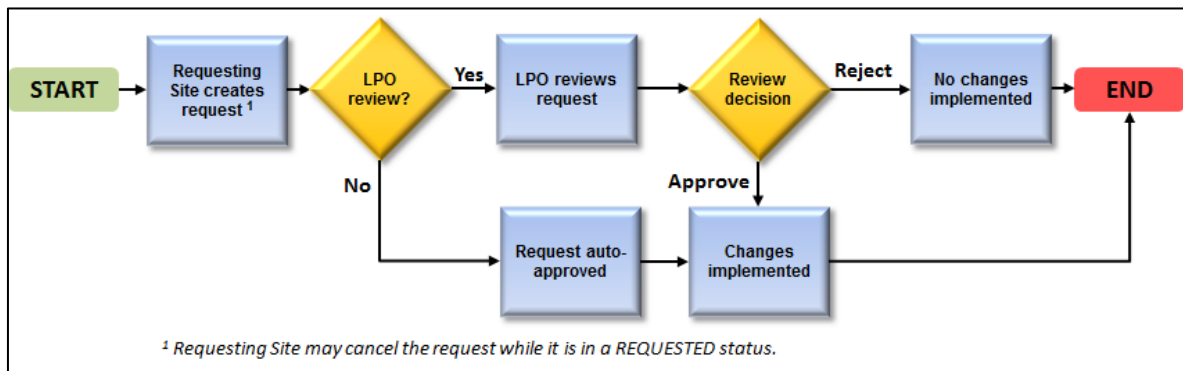 START
Requesting
Site creates
request 1
LPO
review?
Yes
LPO reviews
request
Review
decision
Reject
No changes
implemented
END
No
Approve
Request auto-
approved
Changes
implemented
1 Requesting Site may cancel the request while it is in a REQUESTED status.